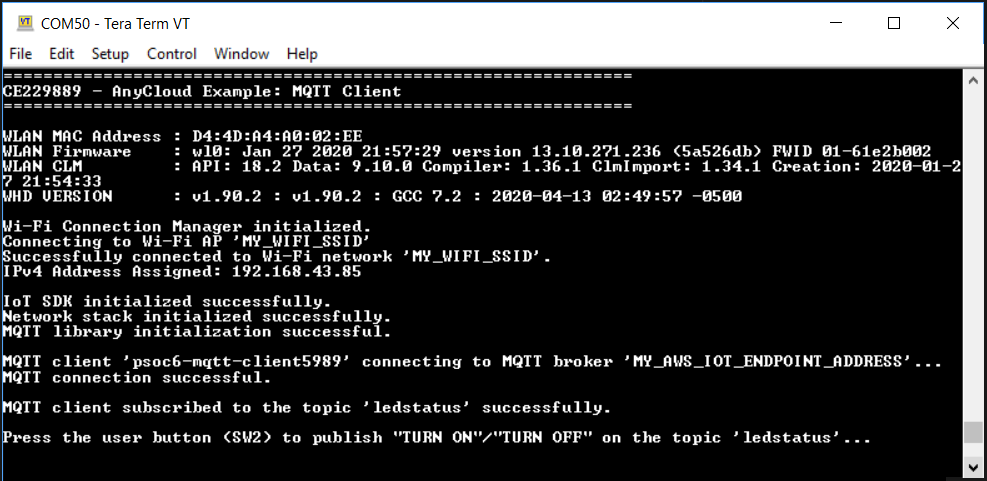 VT COM50 - Tera Term VT
File Edit Setup Control Window Help
===============================================================
CE229889 - AnyCloud Example: MQTT Client
===============================================================
WLAN MAC Address : D4:4D:A4:A0:02:EE
WLAN Firmware : wl0: Jan 27 2020 21:57:29 version 13.10.271.236 (5a526db) FWID 01-61e2b002
WLAN CLM : API: 18.2 Data: 9.10.0 Compiler: 1.36.1 ClmImport: 1.34.1 Creation: 2020-01-2
7 21:54:33
WHD VERSION : v1.90.2 : v1.90.2 : GCC 7.2 : 2020-04-13 02:49:57 -0500
Wi-Fi Connection Manager initialized.
Connecting to Wi-Fi AP 'MY_WIFI_SSID'
Successfully connected to Wi-Fi network 'MY_WIFI_SSID'.
IPv4 Address Assigned: 192.168.43.85
IoT SDK initialized successfully.
Network stack initialized successfully.
MQTT library initialization successful.
MQTT client 'psoc6-mqtt-client5989' connecting to MQTT broker 'MY_AWS_IOT_ENDPOINT_ADDRESS'...
MQTT connection successful.
MQTT client subscribed to the topic 'ledstatus' successfully.
Press the user button (SW2) to publish "TURN ON"/"TURN OFF" on the topic 'ledstatus'...